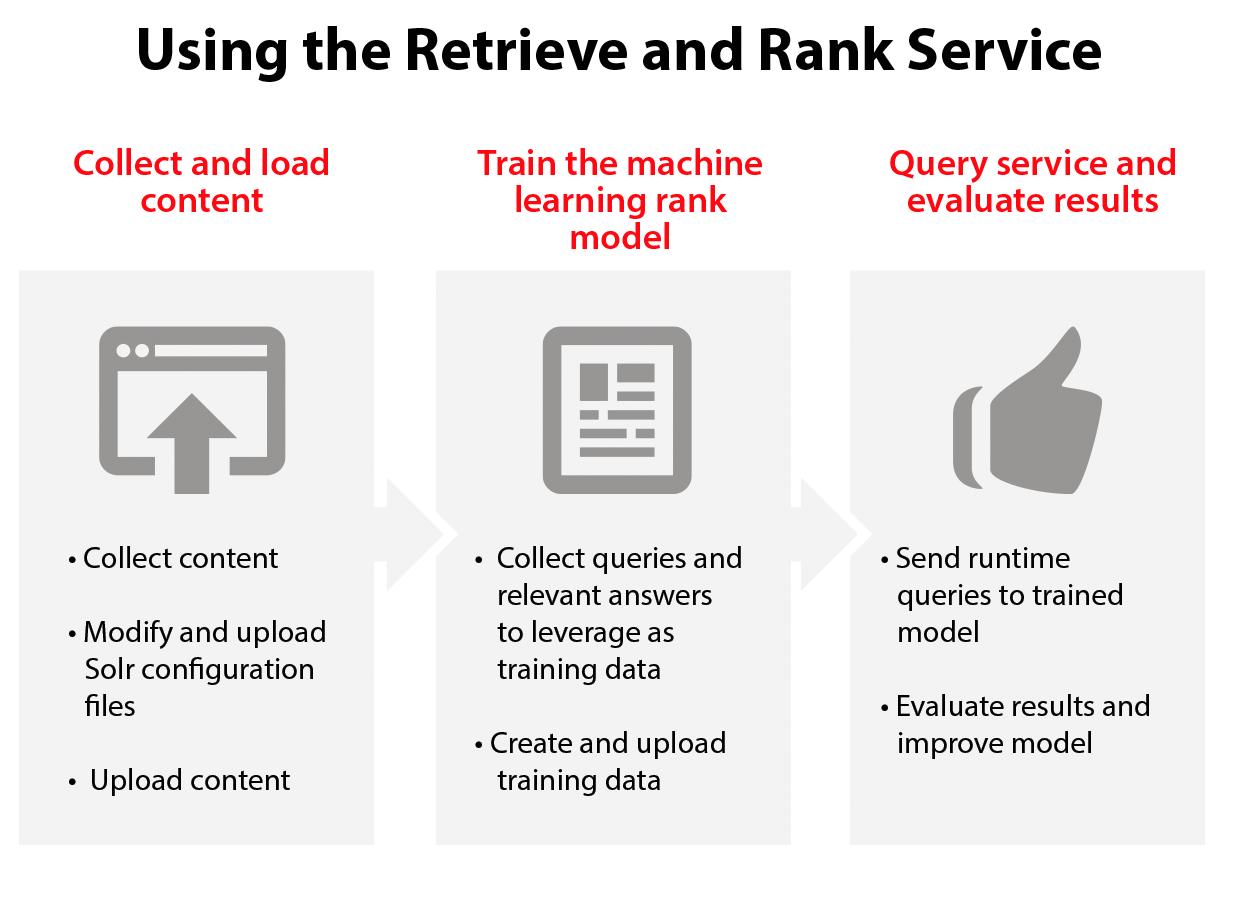 Using the Retrieve and Rank Service
Collect and load
content
Train the machine
learning rank
model
Query service and
evaluate results
• Collect content
• Modify and upload
Solr configuration
files
• Upload content
• Collect queries and
relevant answers
to leverage as
training data
• Create and upload
training data
• Send runtime
queries to trained
model
• Evaluate results and
improve model